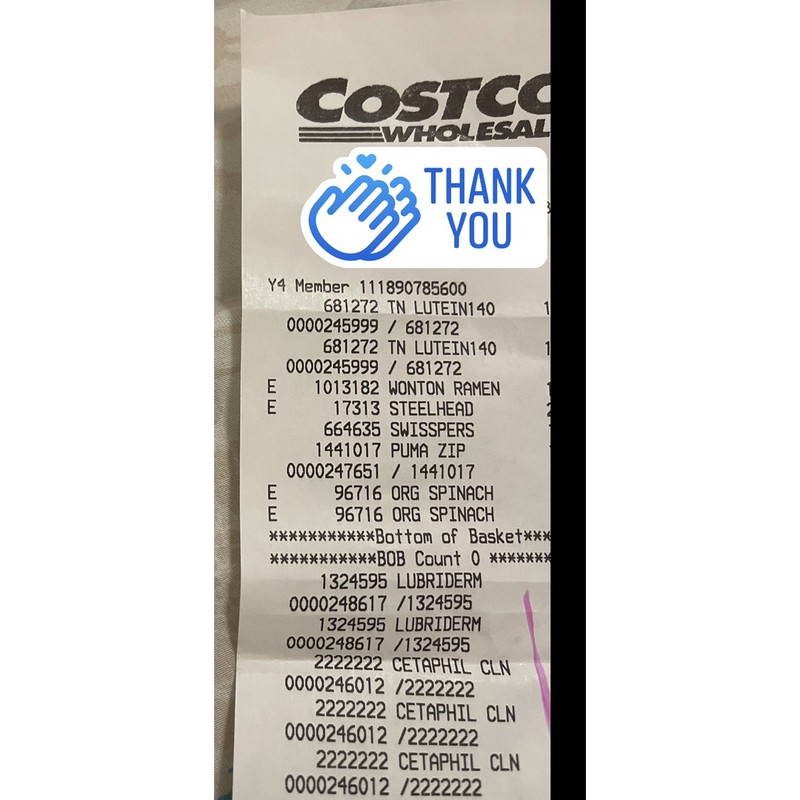 COSTCO
WHOLESAL
THANK
YOU
Y4 Member 111890785600
681272 TN LUTEIN140
0000245999 / 681272
681272 TN LUTEIN140
0000245999 / 681272
E 1013182 WONTON RAMEN
E 17313 STEELHEAD
664635 SWISSPERS
1441017 PUMA ZIP
0000247651 / 1441017
E 96716 ORG SPINACH
E 96716 ORG SPINACH
***********Bottom of Basket***
***********BOB Count 0 *******
1324595 LUBRIDERM
0000248617 /1324595
1324595 LUBRIDERM
0000248617 /1324595
2222222 CETAPHIL CLN
0000246012 /2222222
2222222 CETAPHIL CLN
0000246012 /2222222
2222222 CETAPHIL CLN
0000246012 /2222222